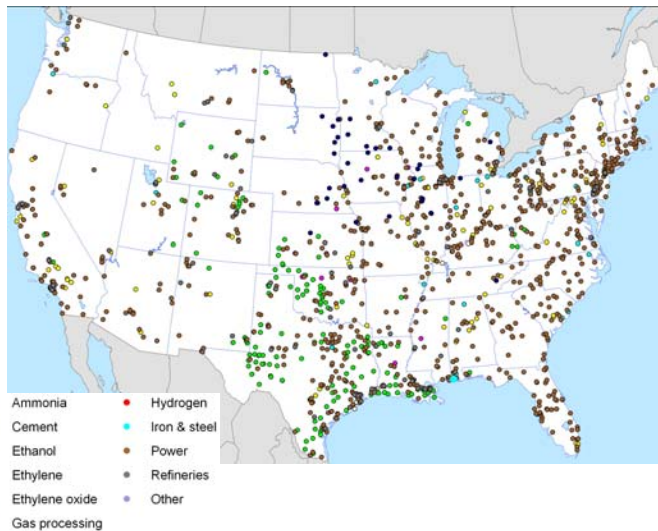 Ammonia
Hydrogen
Cement
Iron & steel
Ethanol
Power
Ethylene
Refineries
Ethylene oxide
Other
Gas processing